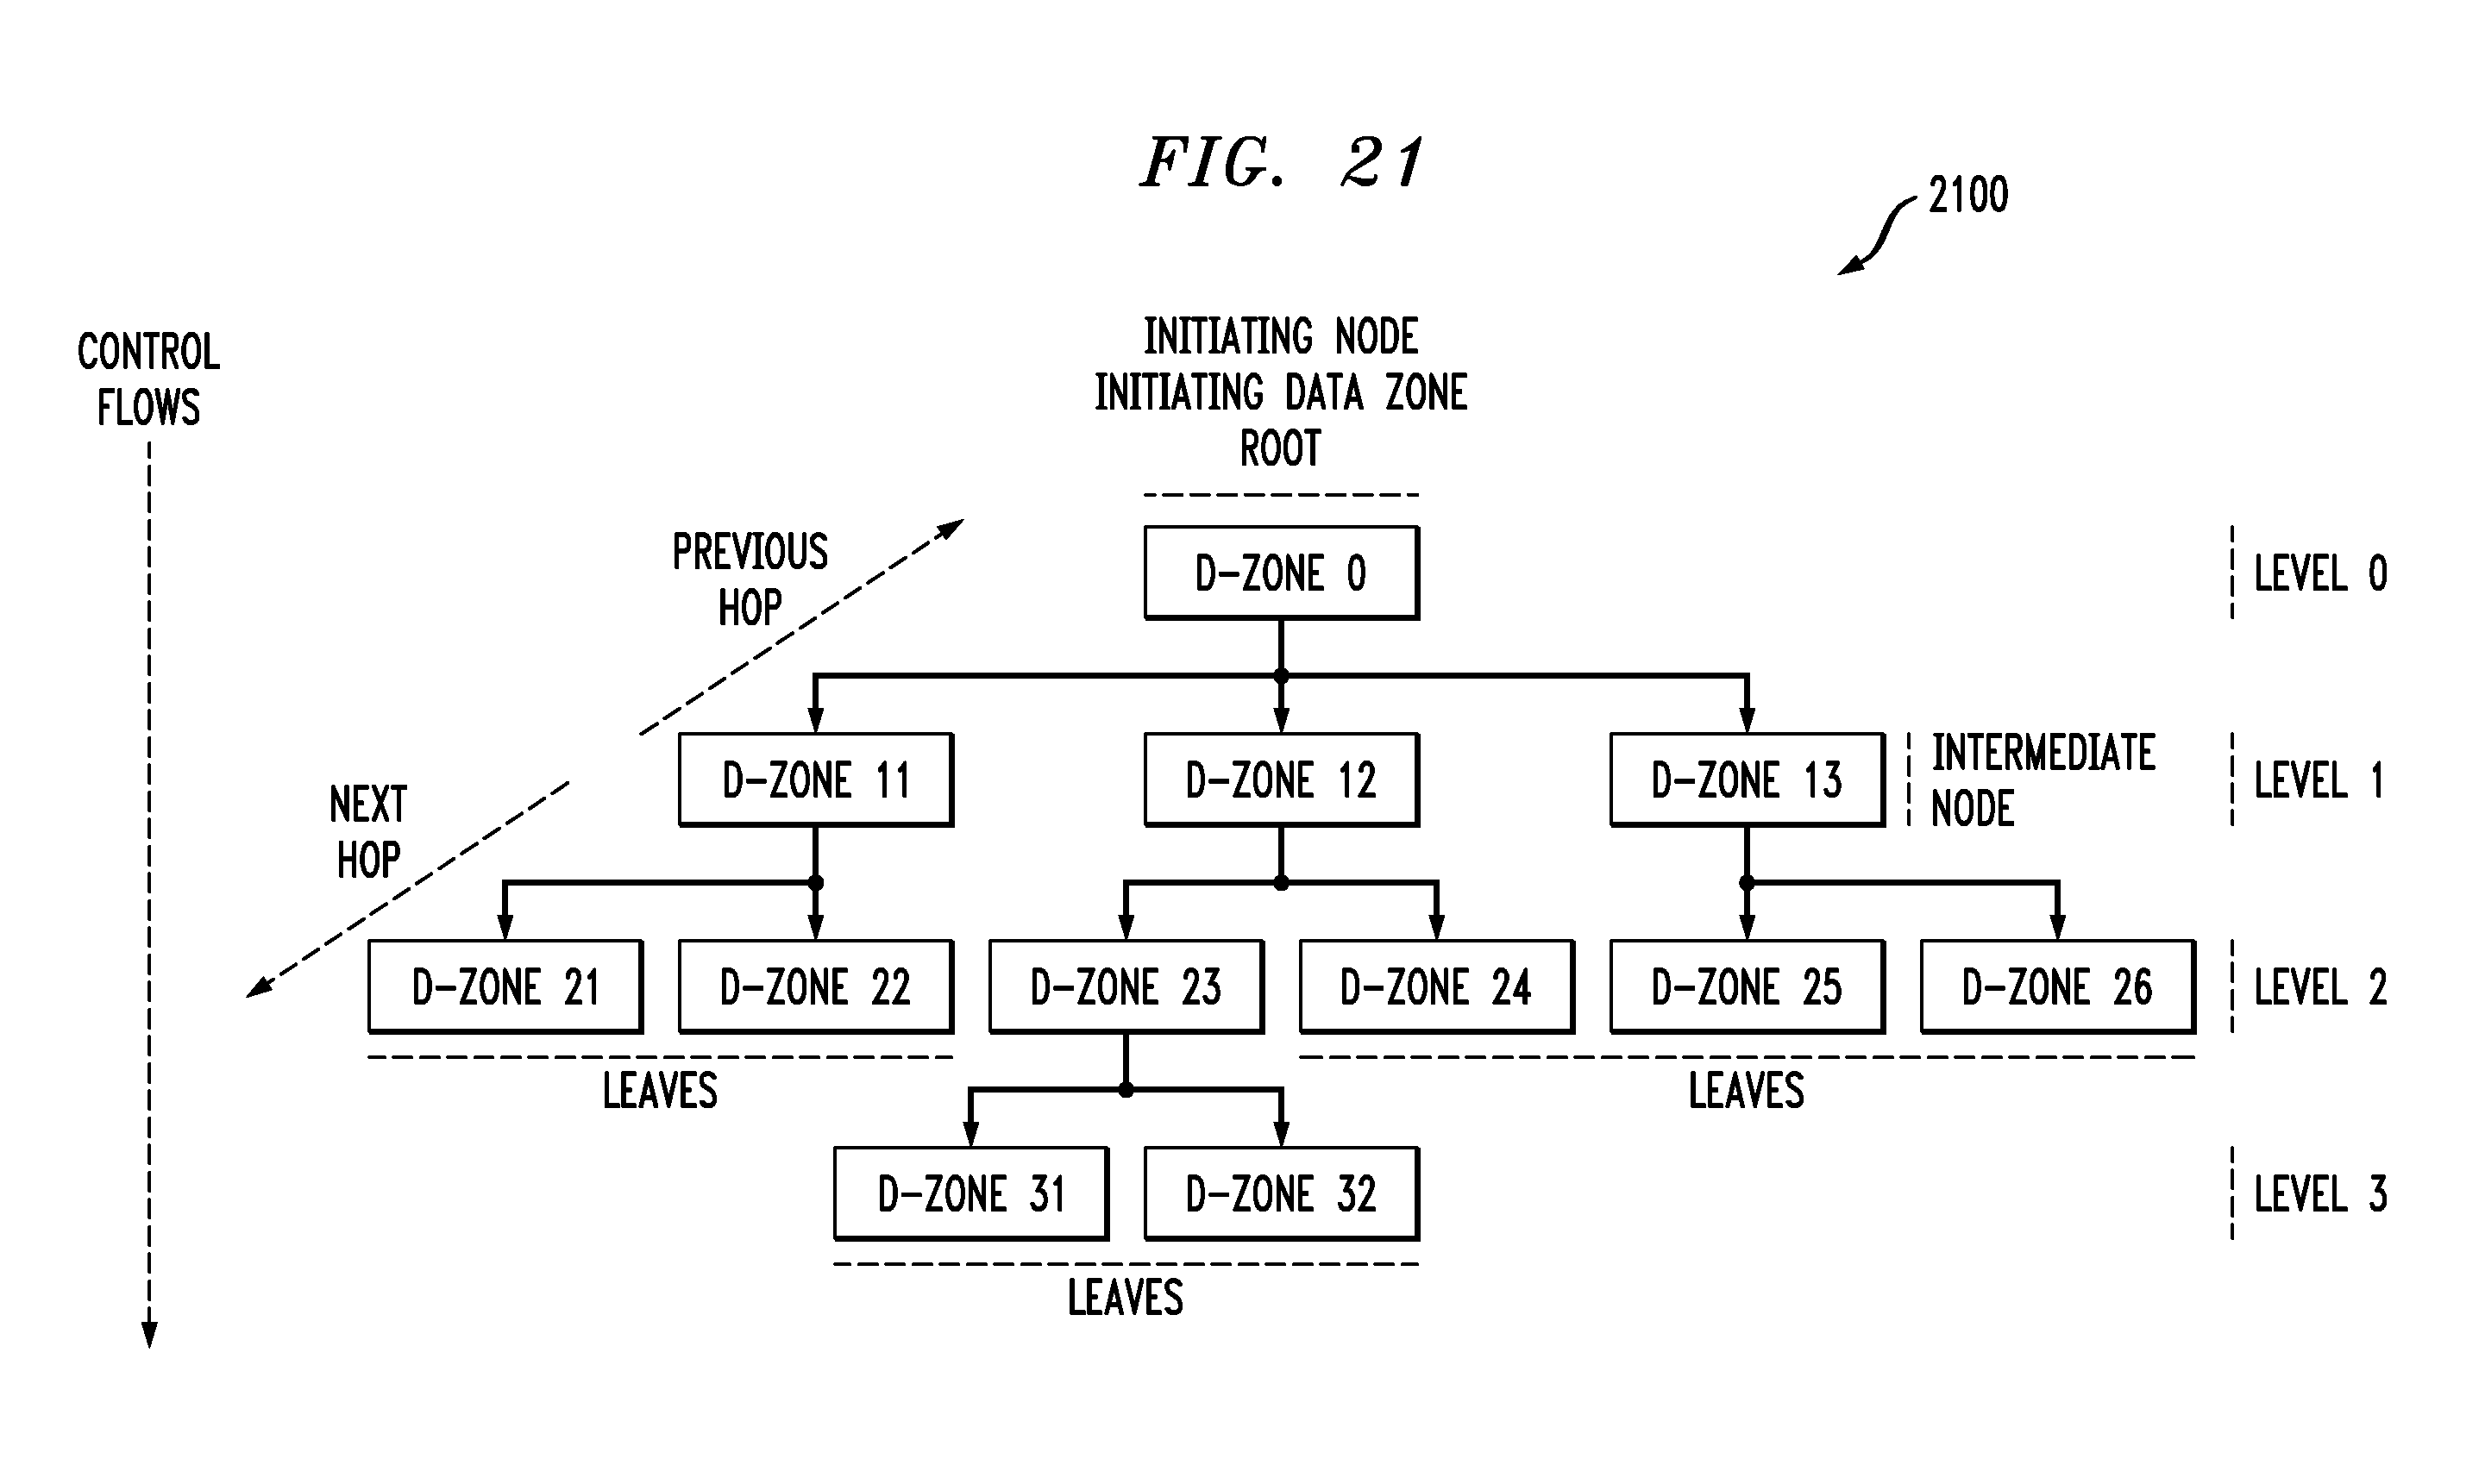 FIG. 21
2100
CONTROL
FLOWS
INITIATING NODE
INITIATING DATA ZONE
ROOT
PREVIOUS
HOP
D-ZONE 0
LEVEL 0
NEXT
HOP
D-ZONE 11
D-ZONE 12
D-ZONE 13
INTERMEDIATE
NODE
LEVEL 1
D-ZONE 21
D-ZONE 22
D-ZONE 23
D-ZONE 24
D-ZONE 25
D-ZONE 26
LEVEL 2
LEAVES
LEAVES
D-ZONE 31
D-ZONE 32
LEVEL 3
LEAVES